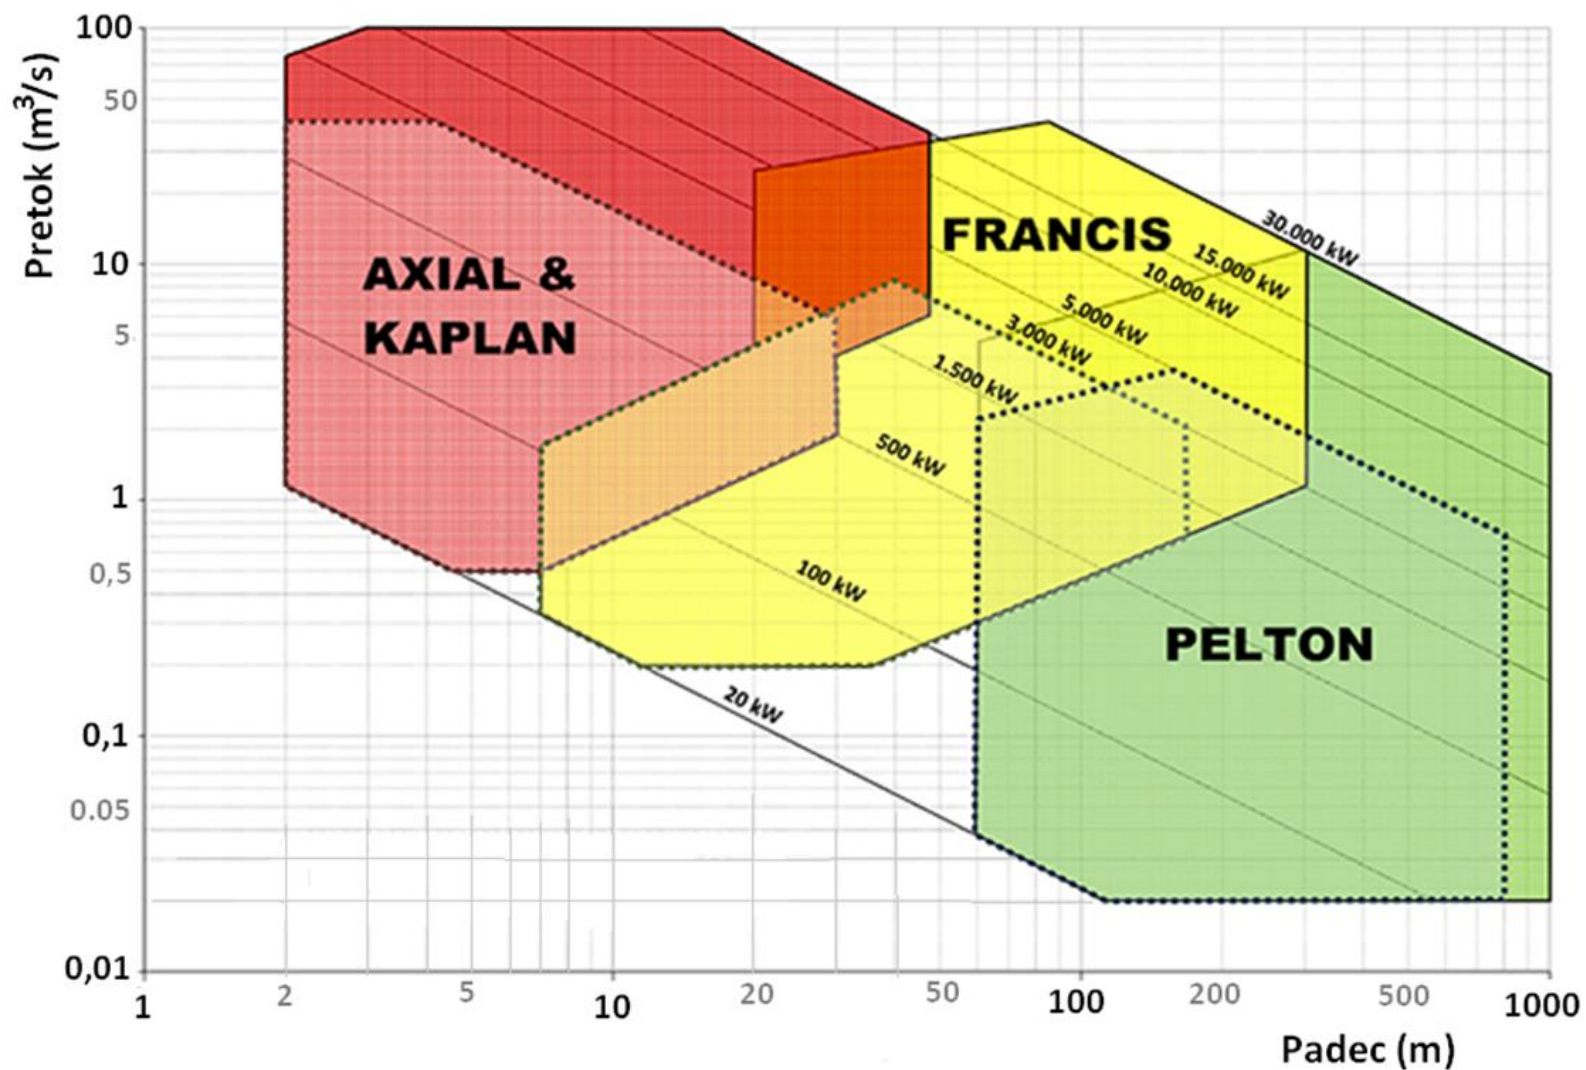 Pretok (m³/s)
100
50
10
5
1
0,5
0,1
0.05
0,01
AXIAL &
KAPLAN
FRANCIS
PELTON
30.000 kW
15.000 kW
10.000 kW
5.000 kW
3.000 kW
1.500 kW
500 kW
100 kW
20 kW
1
2
5
10
20
50
100
200
500
1000
Padec (m)